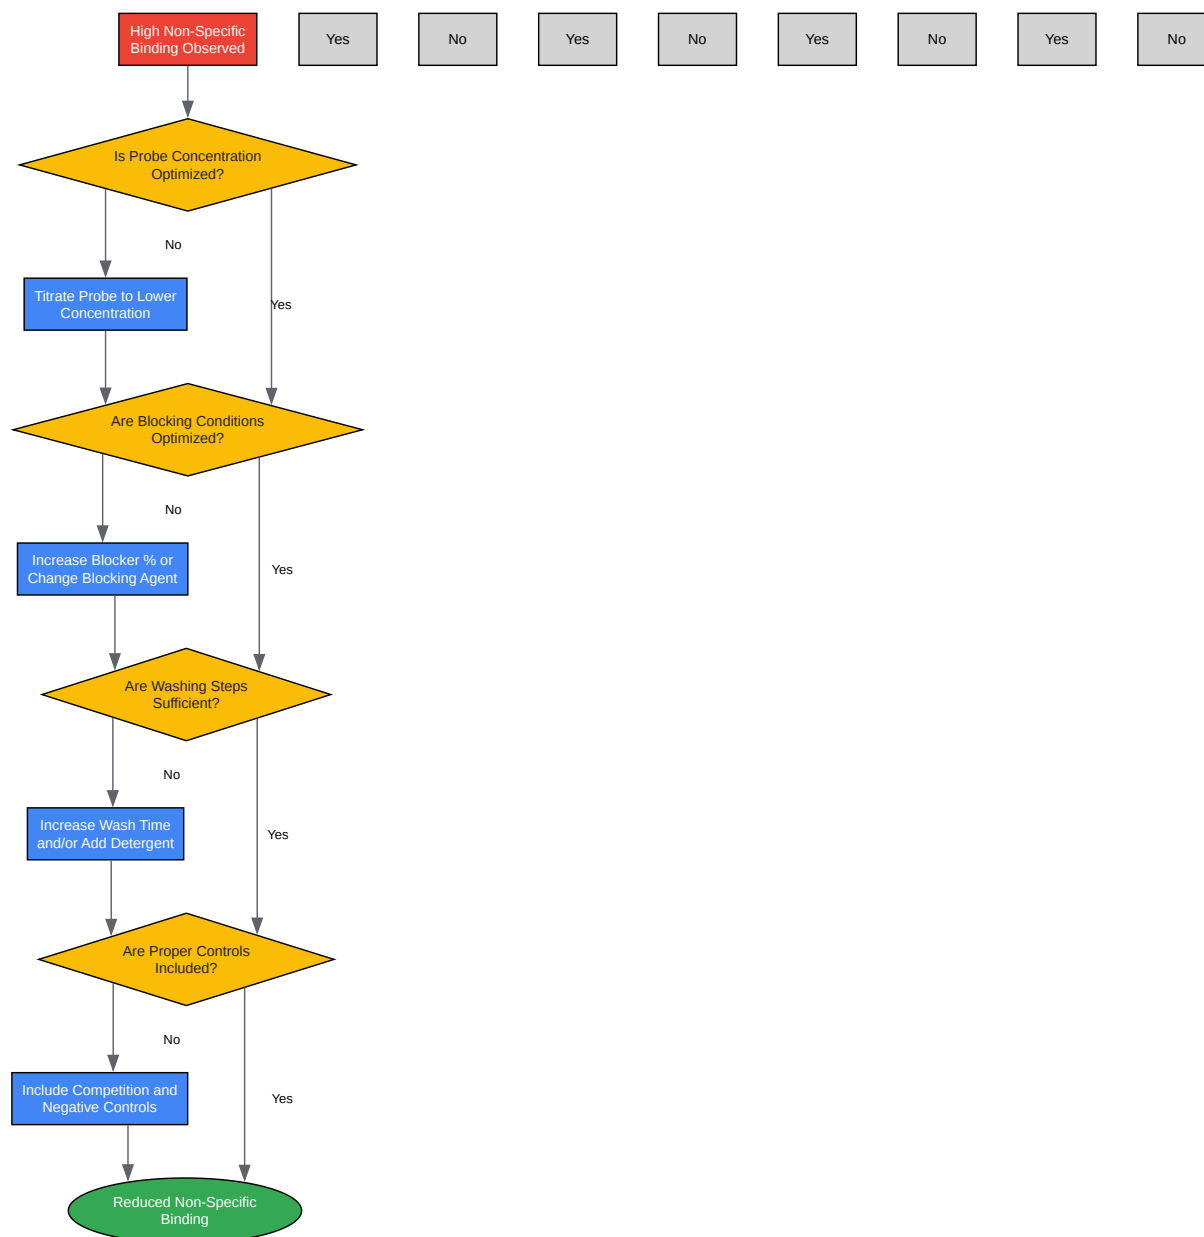 High Non-Specific
Binding Observed
Yes
No
Yes
No
Yes
No
Yes
No
Is Probe Concentration
Optimized?
No
Titrate Probe to Lower
Concentration
Yes
Are Blocking Conditions
Optimized?
No
Increase Blocker % or
Change Blocking Agent
Yes
Are Washing Steps
Sufficient?
No
Increase Wash Time
and/or Add Detergent
Yes
Are Proper Controls
Included?
No
Include Competition and
Negative Controls
Yes
Reduced Non-Specific
Binding